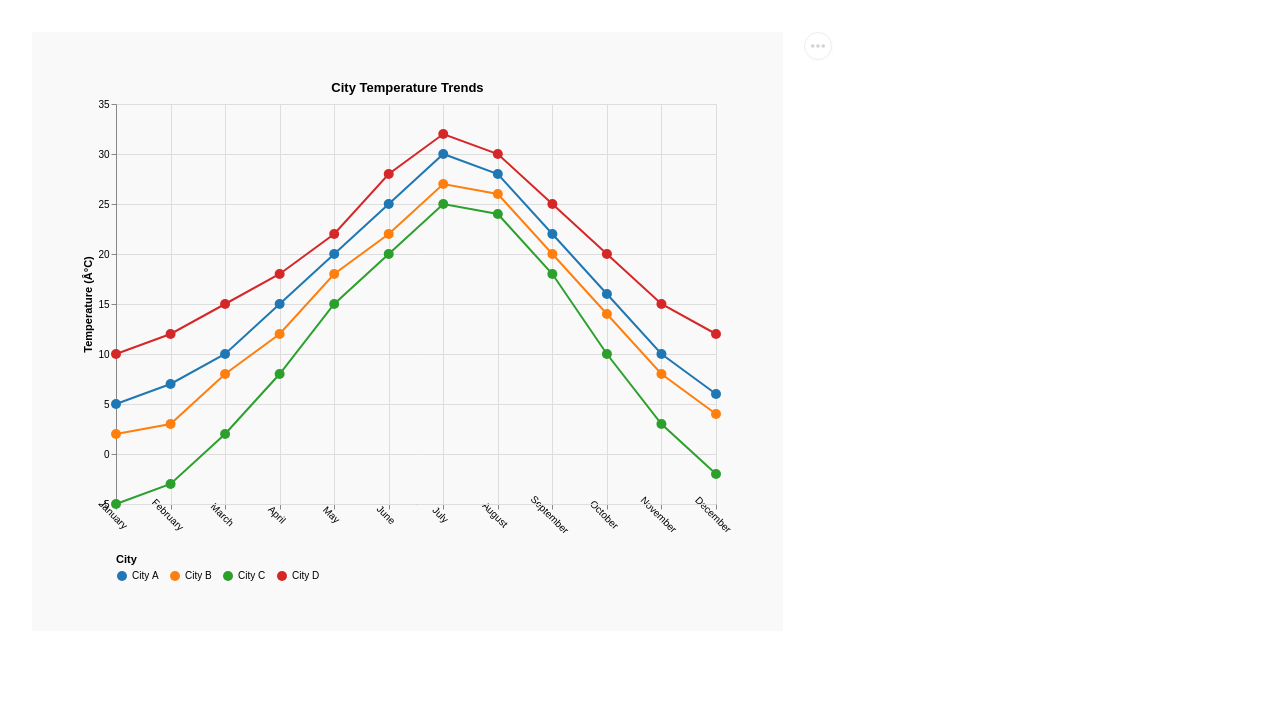 City Temperature Trends
Temperature (Â°C)
35
30
25
20
15
10
5
0
-5
January
February
March
April
May
June
July
August
September
October
November
December
City
City A
City B
City C
City D